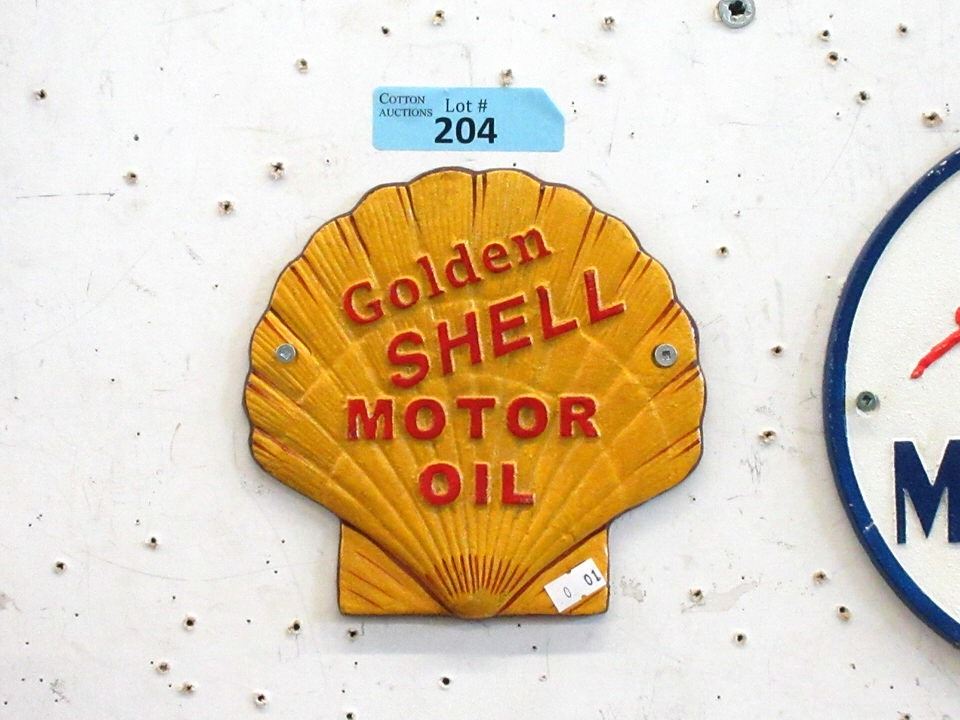 COTTON AUCTIONS Lot #
204
Golden
SHELL
MOTOR
OIL
0 01
M